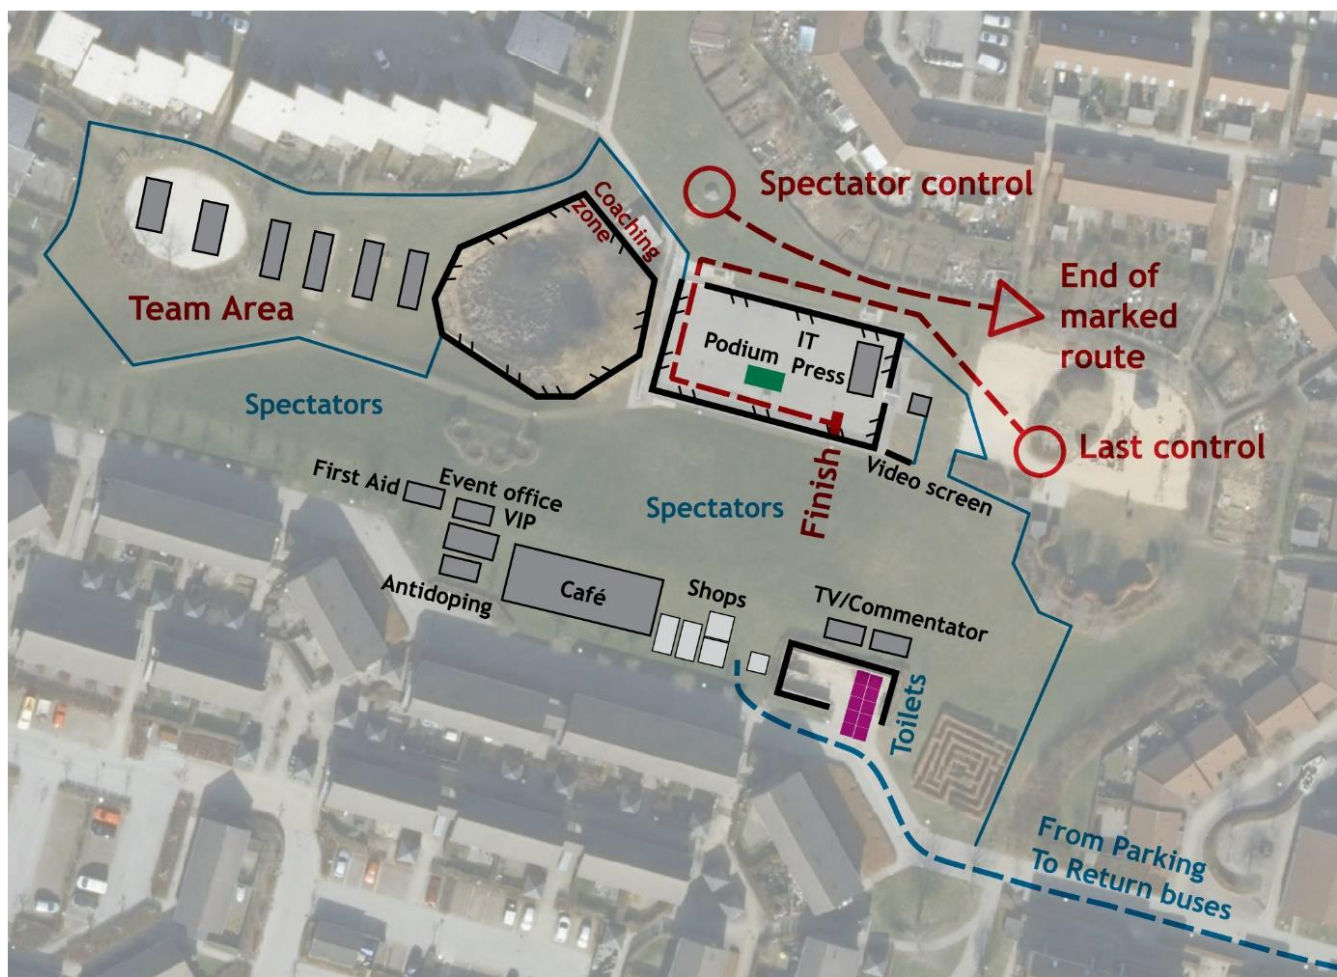 Spectator control
Coaching
zone
End of
marked
route
Team Area
IT
Podium
Press
Spectators
Last control
Video screen
Finish
First Aid
Event office
VIP
Spectators
Antidoping
Café
Shops
TV/Commentator
Toilets
From Parking
To Return buses